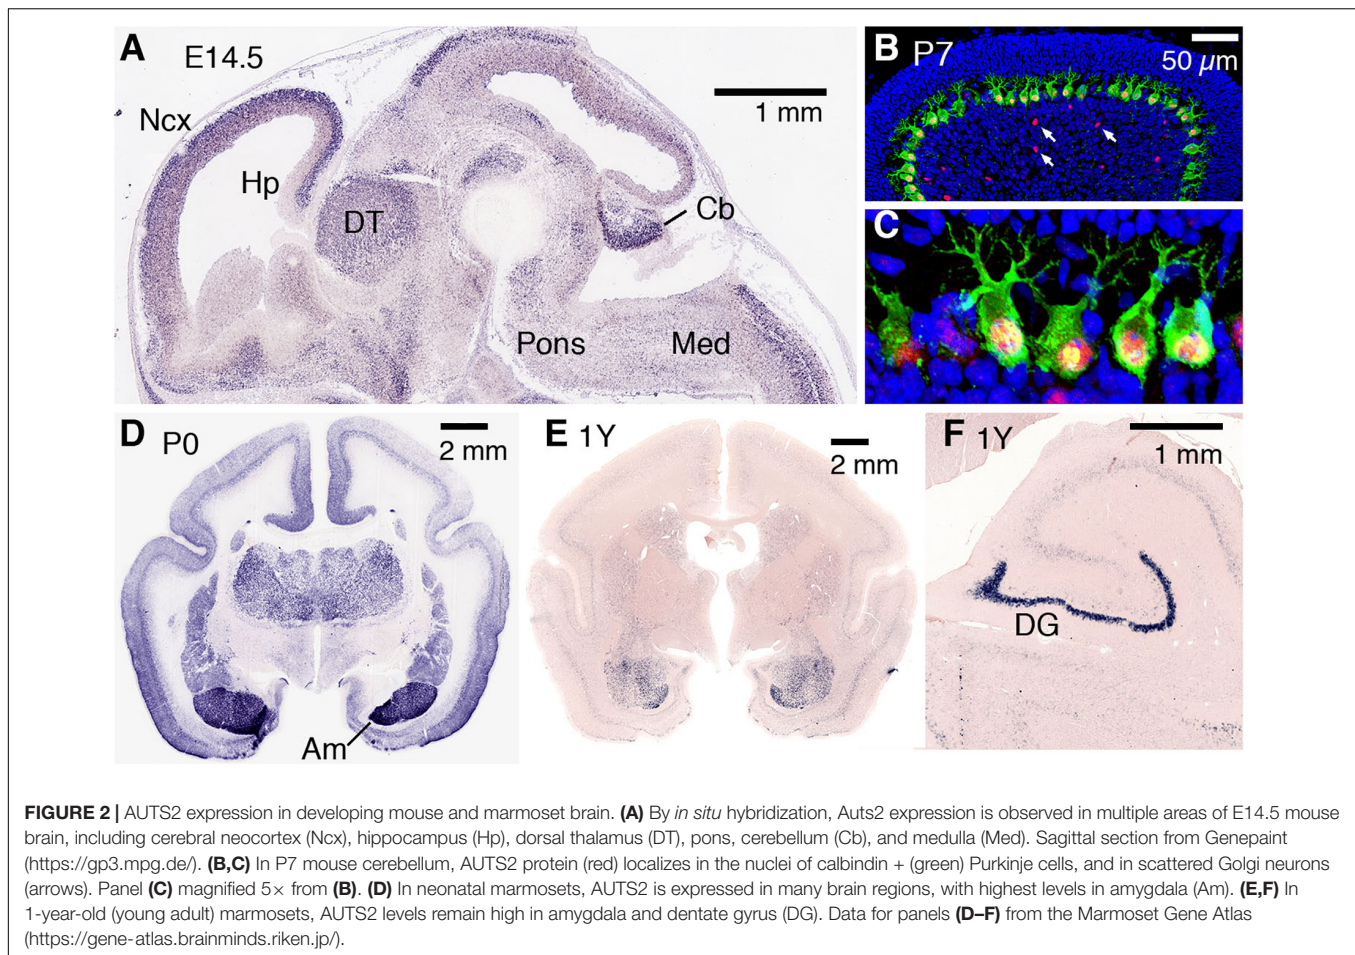 A
E14.5
Ncx
Hp
DT
1 mm
Cb
Pons
Med
B P7
50 µm
C
D P0
2 mm
Am
E 1Y
2 mm
F 1Y
1 mm
DG
FIGURE 2 | AUTS2 expression in developing mouse and marmoset brain. (A) By in situ hybridization, Auts2 expression is observed in multiple areas of E14.5 mouse
brain, including cerebral neocortex (Ncx), hippocampus (Hp), dorsal thalamus (DT), pons, cerebellum (Cb), and medulla (Med). Sagittal section from Genepaint
(https://gp3.mpg.de/). (B,C) In P7 mouse cerebellum, AUTS2 protein (red) localizes in the nuclei of calbindin + (green) Purkinje cells, and in scattered Golgi neurons
(arrows). Panel (C) magnified 5× from (B). (D) In neonatal marmosets, AUTS2 is expressed in many brain regions, with highest levels in amygdala (Am). (E,F) In
1-year-old (young adult) marmosets, AUTS2 levels remain high in amygdala and dentate gyrus (DG). Data for panels (D–F) from the Marmoset Gene Atlas
(https://gene-atlas.brainminds.riken.jp/).